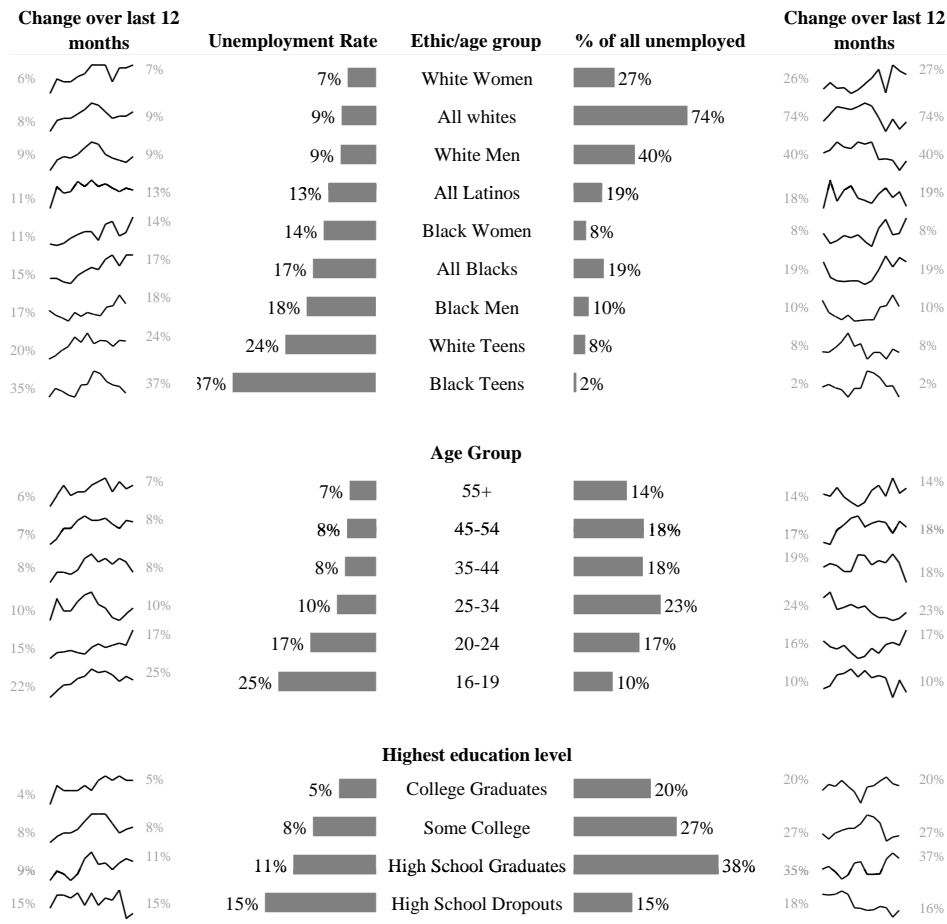 Change over last 12 months Unemployment Rate Ethic/age group % of all unemployed Change over last 12 months
6% 7% 7% White Women 27% 26% 27%
8% 9% 9% All whites 74% 74% 74%
9% 9% 9% White Men 40% 40% 40%
11% 13% 13% All Latinos 19% 18% 19%
11% 14% 14% Black Women 8% 8% 8%
15% 17% 17% All Blacks 19% 19% 19%
17% 18% 18% Black Men 10% 10% 10%
20% 24% 24% White Teens 8% 8% 8%
35% 37% 37% Black Teens 2% 2% 2%
Age Group
6% 7% 7% 55+ 14% 14% 14%
7% 8% 8% 45-54 18% 17% 18%
8% 8% 8% 35-44 18% 19% 18%
10% 10% 10% 25-34 23% 24% 23%
15% 17% 17% 20-24 17% 16% 17%
22% 25% 25% 16-19 10% 10% 10%
Highest education level
4% 5% 5% College Graduates 20% 20% 20%
8% 8% 8% Some College 27% 27% 27%
9% 11% 11% High School Graduates 38% 35% 37%
15% 15% 15% High School Dropouts 15% 18% 16%